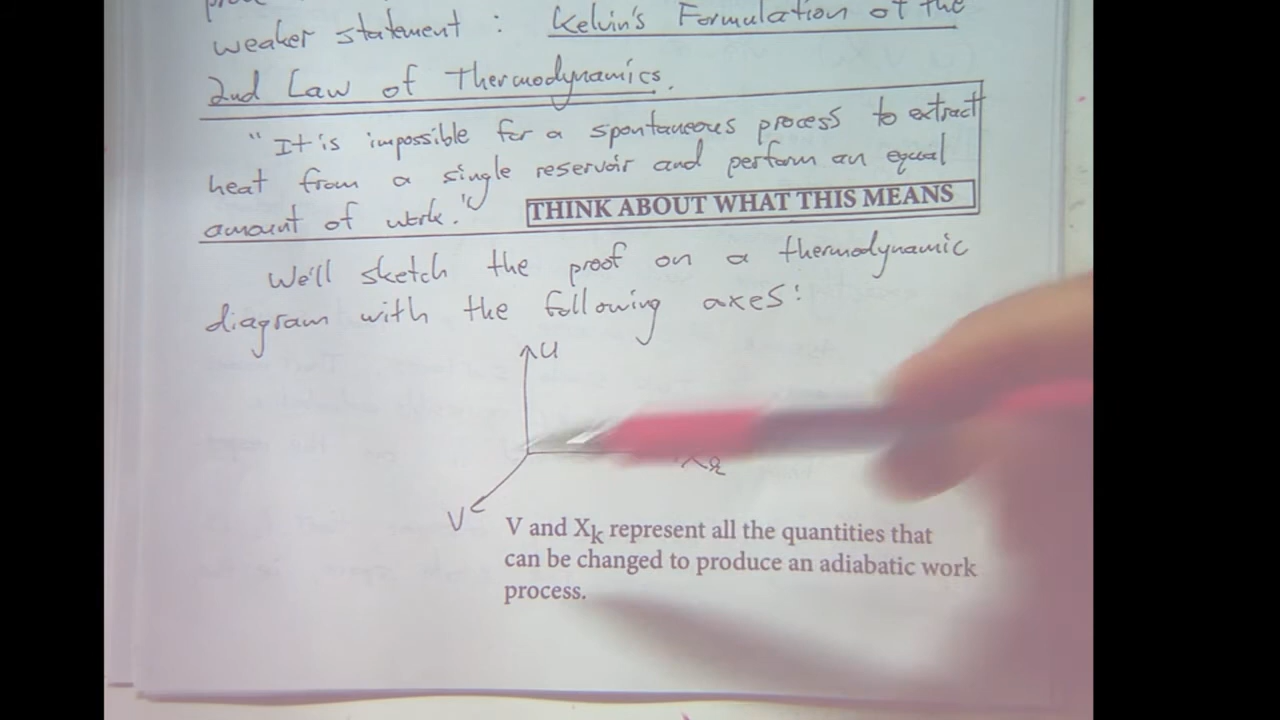 weaker statement : Kelvin's Formulation of the
2nd Law of Thermodynamics.
"It is impossible for a spontaneous process to extract
heat from a single reservoir and perform an equal
amount of work."
THINK ABOUT WHAT THIS MEANS
We'll sketch the proof on a thermodynamic
diagram with the following axes:
U
V
V and Xk represent all the quantities that
can be changed to produce an adiabatic work
process.